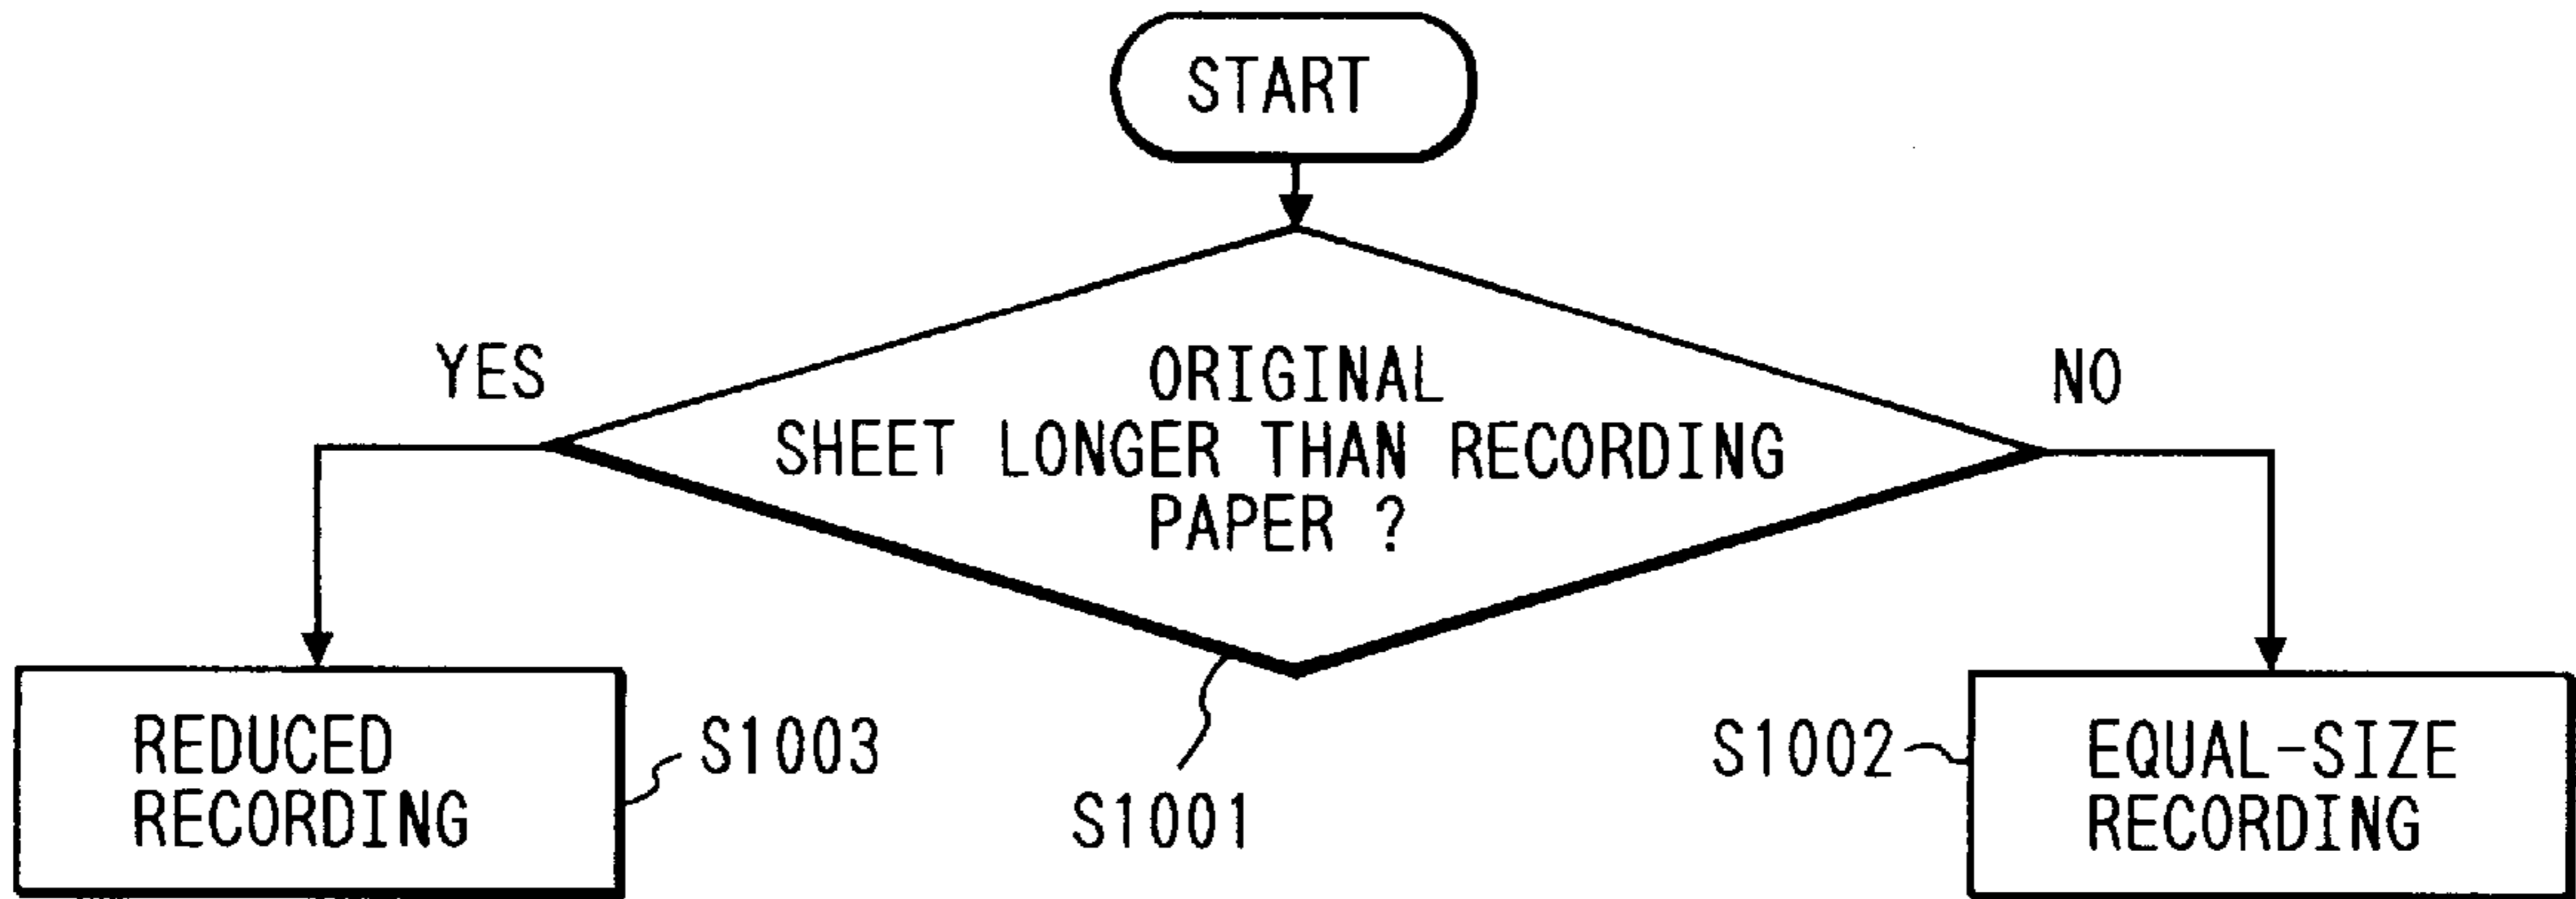 START
YES
NO
ORIGINAL
SHEET LONGER THAN RECORDING
PAPER ?
REDUCED
RECORDING
S1003
S1001
S1002
EQUAL-SIZE
RECORDING